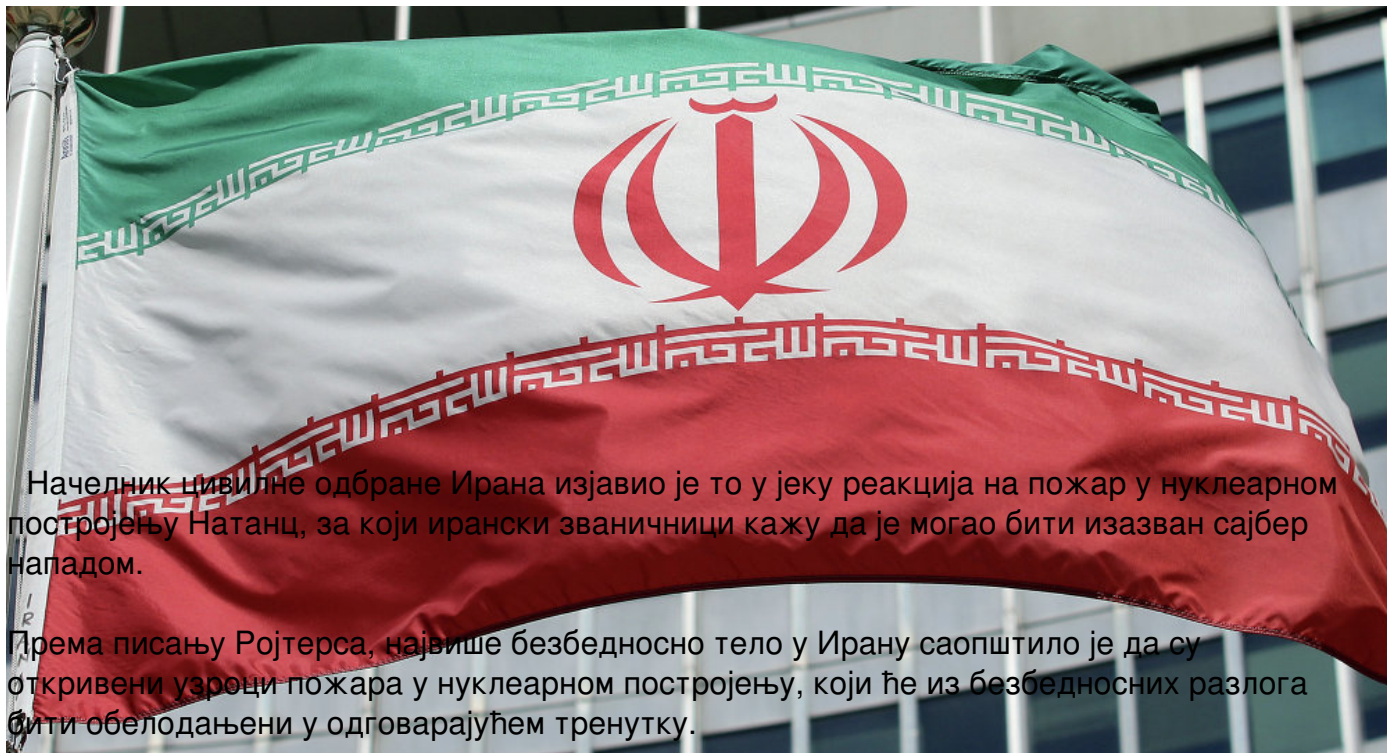 Начелник цивилне одбране Ирана изјавио је то у јеку реакција на пожар у нуклеарном
постројењу Натанц, за који ирански званичници кажу да је могао бити изазван сајбер
нападом.
Према писању Ројтерса, највише безбедносно тело у Ирану саопштило је да су
откривени узроци пожара у нуклеарном постројењу, који ће из безбедносних разлога
бити обелодањени у одговарајућем тренутку.